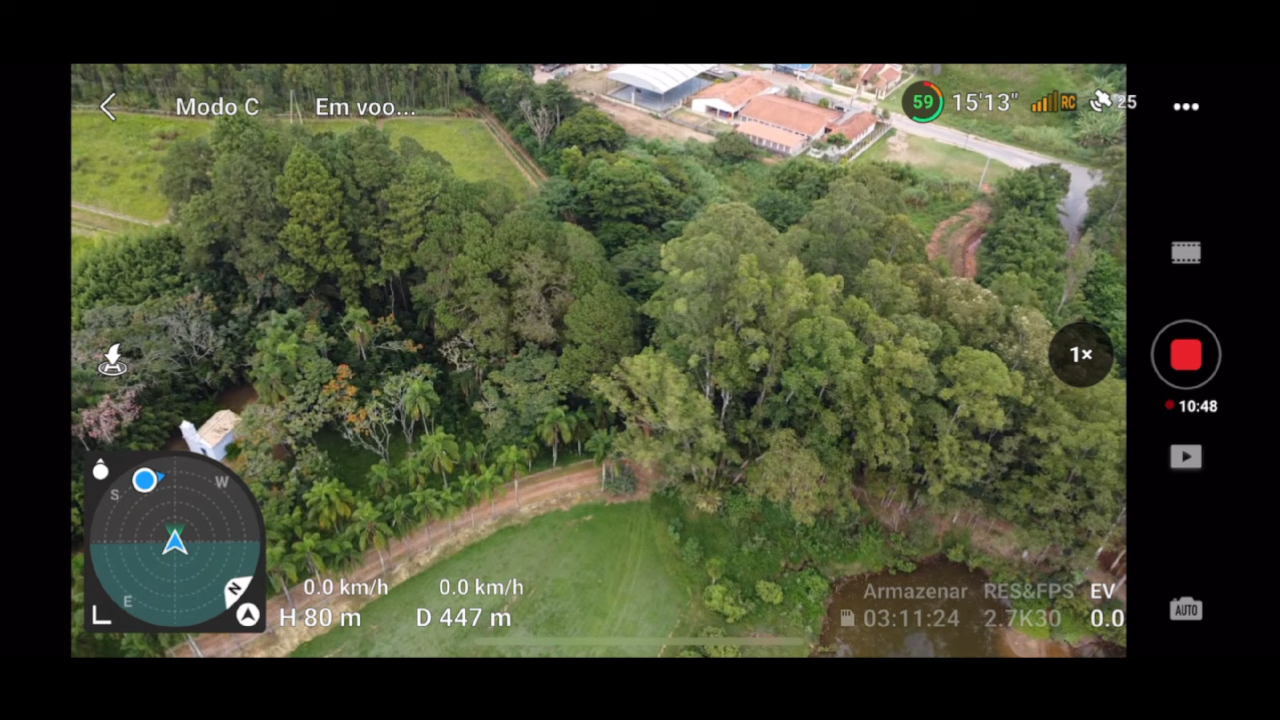 Modo C Em voo... 59 15'13" RC 25
1×
10:48
S W
N
E
0.0 km/h 0.0 km/h
H 80 m D 447 m
Armazenar RES&FPS EV
03:11:24 2.7K30 0.0
AUTO